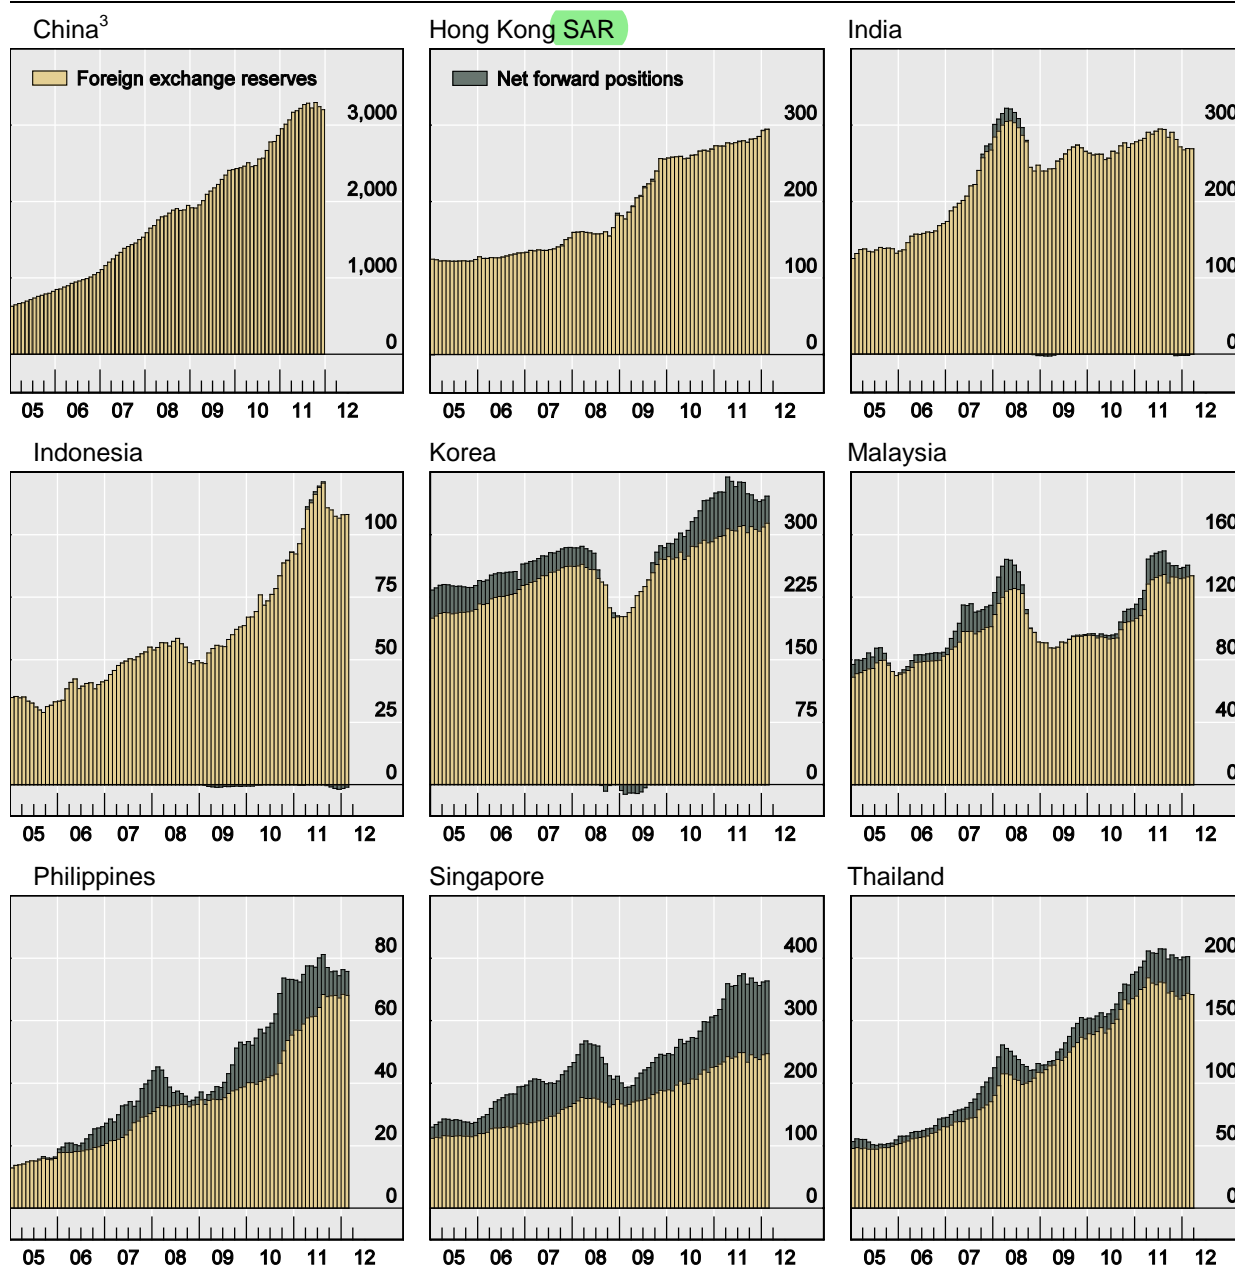 China3 Hong Kong SAR India
Foreign exchange reserves Net forward positions
3,000 300 300
2,000 200 200
1,000 100 100
0 0 0
05 06 07 08 09 10 11 12 05 06 07 08 09 10 11 12 05 06 07 08 09 10 11 12
Indonesia Korea Malaysia
100 300 160
75 225 120
50 150 80
25 75 40
0 0 0
05 06 07 08 09 10 11 12 05 06 07 08 09 10 11 12 05 06 07 08 09 10 11 12
Philippines Singapore Thailand
80 400 200
60 300 150
40 200 100
20 100 50
0 0 0
05 06 07 08 09 10 11 12 05 06 07 08 09 10 11 12 05 06 07 08 09 10 11 12